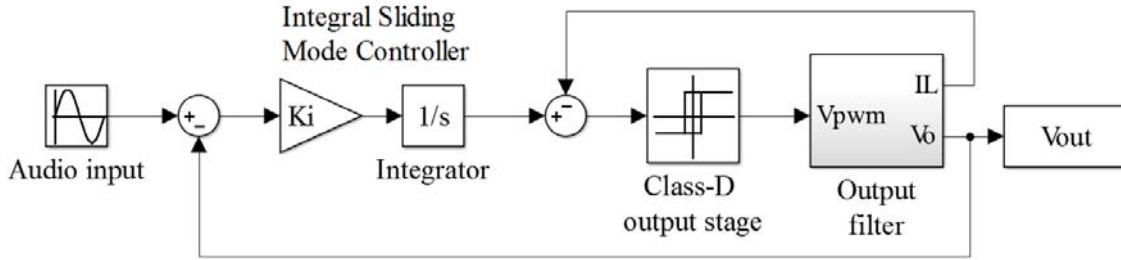 Integral Sliding
Mode Controller
Audio input
+
-
Ki
1/s
Integrator
-
+
Class-D
output stage
Vpwm
IL
Vo
Output
filter
Vout